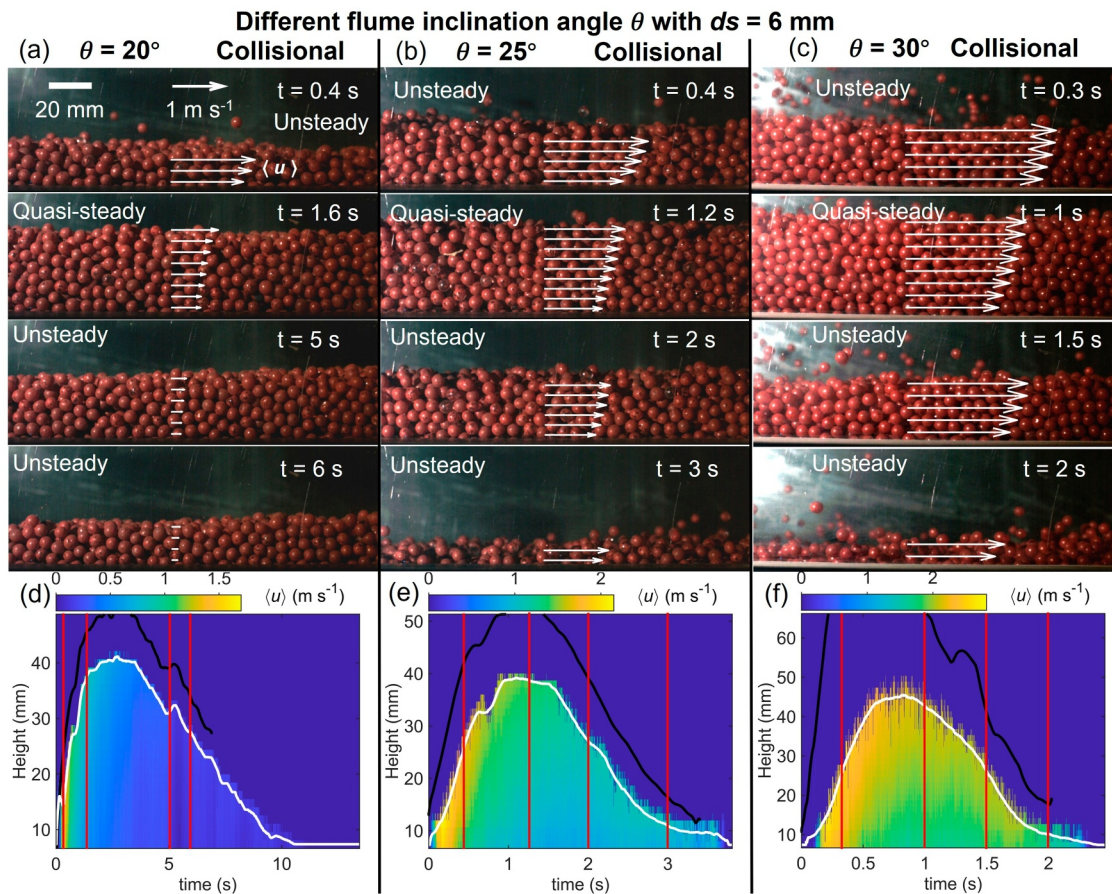 Different flume inclination angle θ with ds = 6 mm
(a) θ = 20° Collisional
20 mm
1 m s⁻¹
t = 0.4 s
Unsteady
⟨u⟩
Quasi-steady
t = 1.6 s
Unsteady
t = 5 s
Unsteady
t = 6 s
(b) θ = 25° Collisional
Unsteady
t = 0.4 s
Quasi-steady
t = 1.2 s
Unsteady
t = 2 s
Unsteady
t = 3 s
(c) θ = 30° Collisional
Unsteady
t = 0.3 s
Quasi-steady
t = 1 s
Unsteady
t = 1.5 s
Unsteady
t = 2 s
(d)
0 0.5 1 1.5
⟨u⟩ (m s⁻¹)
Height (mm)
40
30
20
10
0 5 10
time (s)
(e)
0 1 2
⟨u⟩ (m s⁻¹)
Height (mm)
50
40
30
20
10
0 1 2 3
time (s)
(f)
0 1 2
⟨u⟩ (m s⁻¹)
Height (mm)
60
50
40
30
20
10
0 0.5 1 1.5 2
time (s)